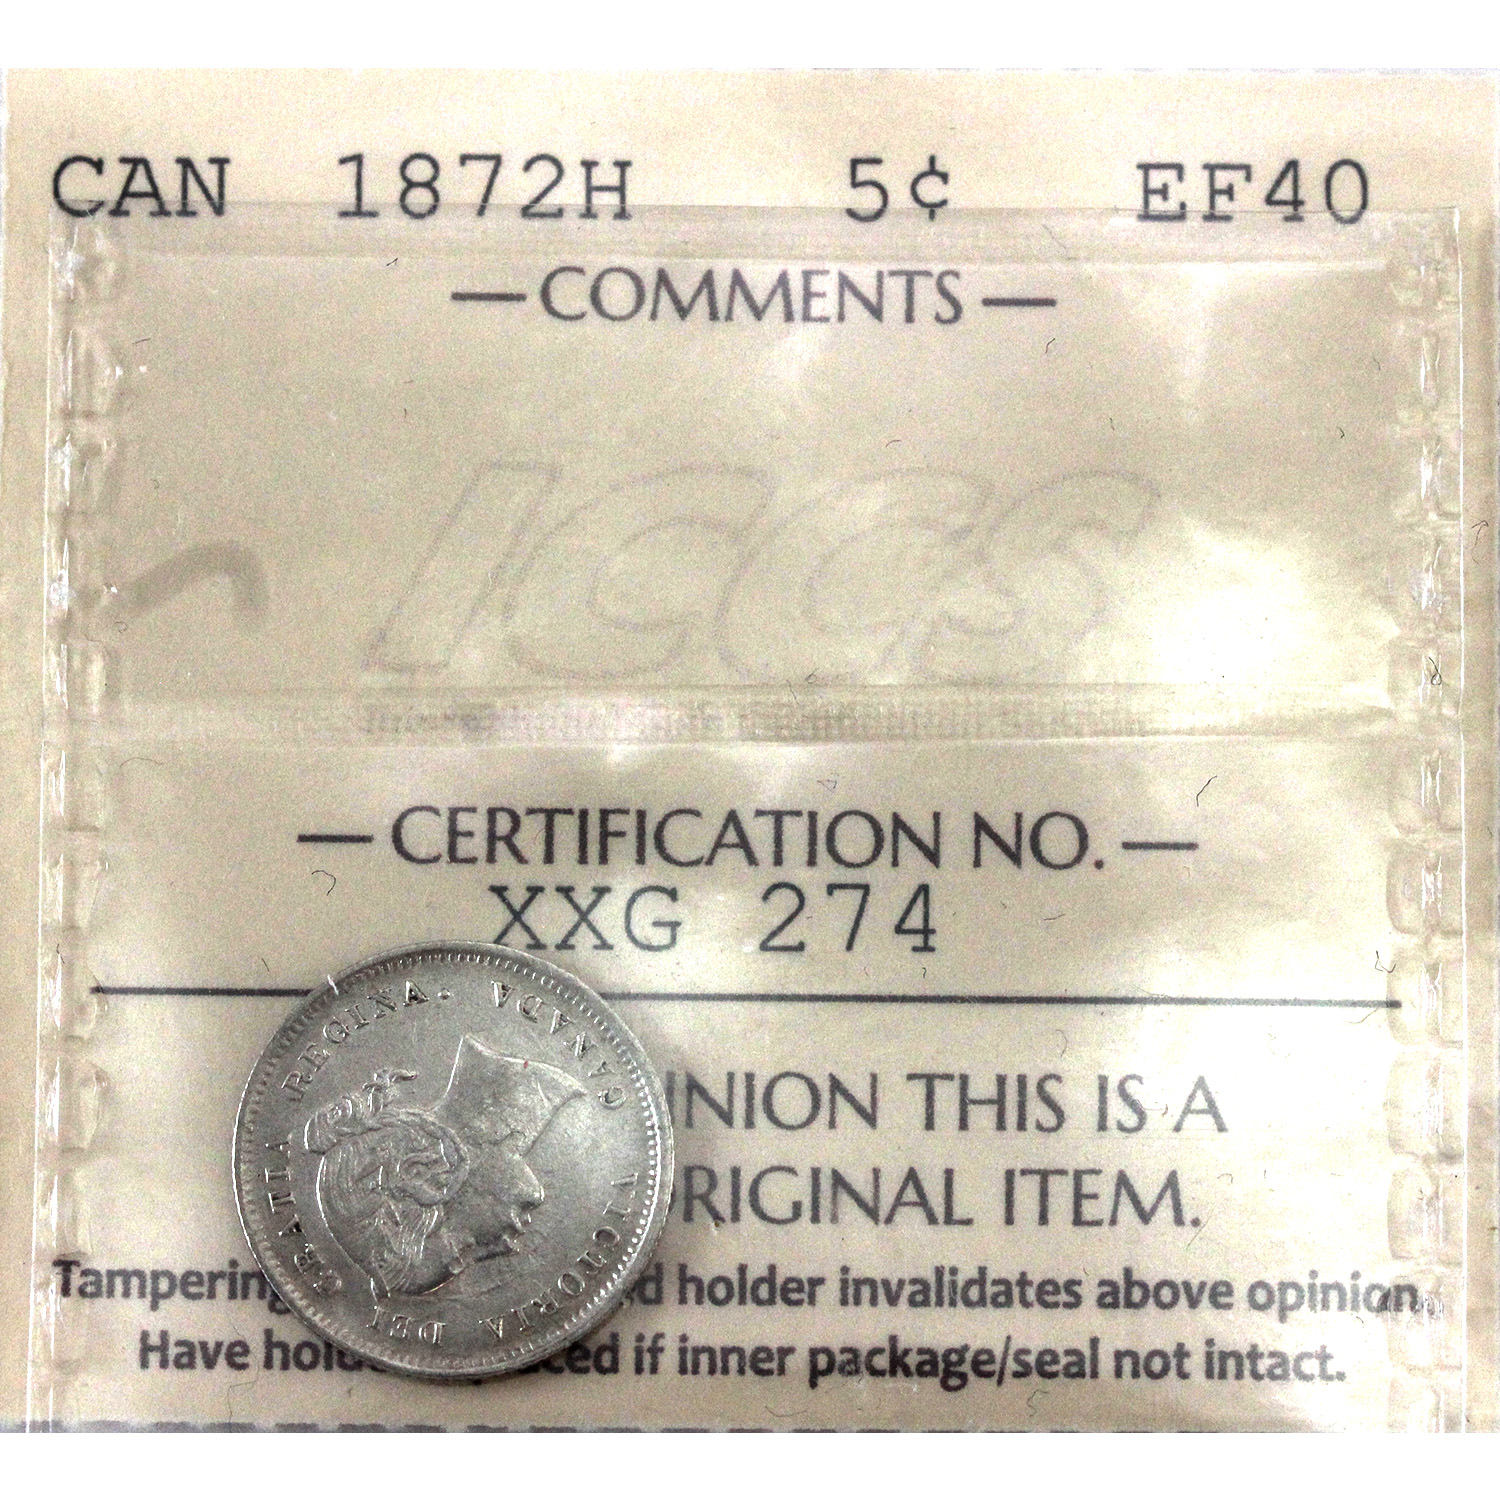 CAN 1872H 5¢ EF40
— COMMENTS —
ICCS
— CERTIFICATION NO. —
XXG 274
INION THIS IS A
ORIGINAL ITEM.
Tampering d holder invalidates above opinion.
Have hold ced if inner package/seal not intact.
VICTORIA DEI GRATIA REGINA. CANADA